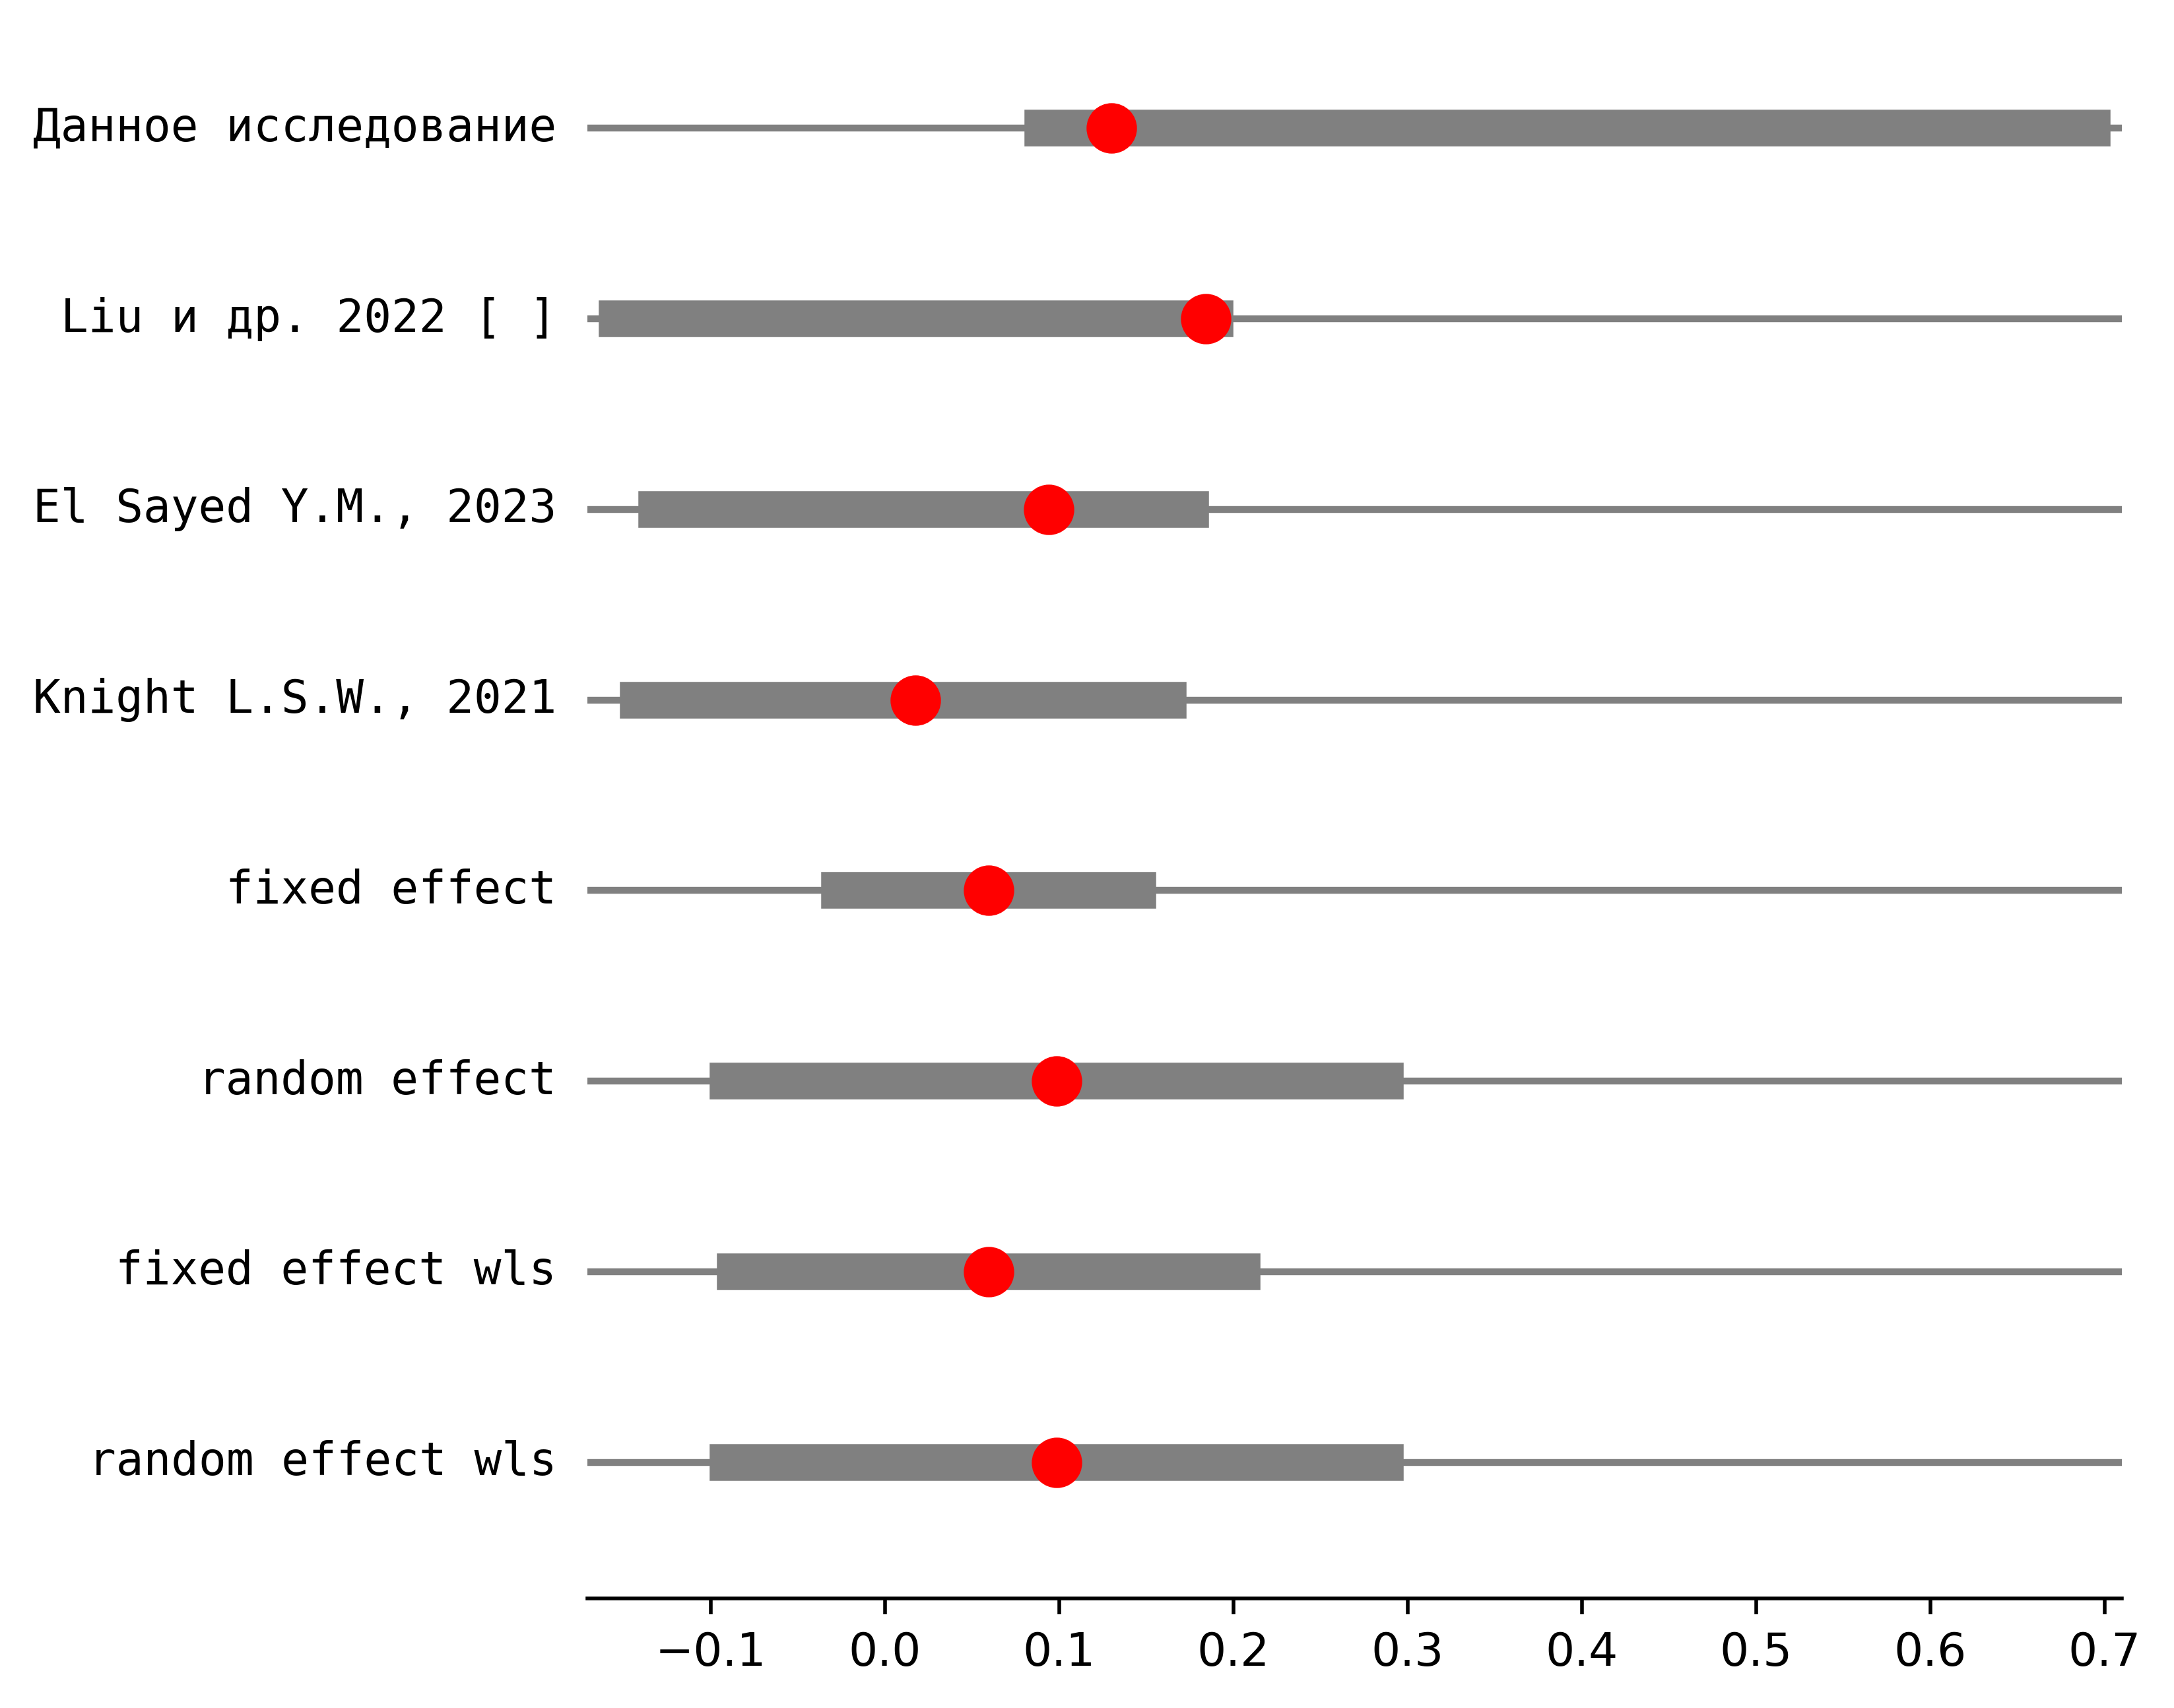 Данное исследование
Liu и др. 2022 [ ]
El Sayed Y.M., 2023
Knight L.S.W., 2021
fixed effect
random effect
fixed effect wls
random effect wls
−0.1 0.0 0.1 0.2 0.3 0.4 0.5 0.6 0.7